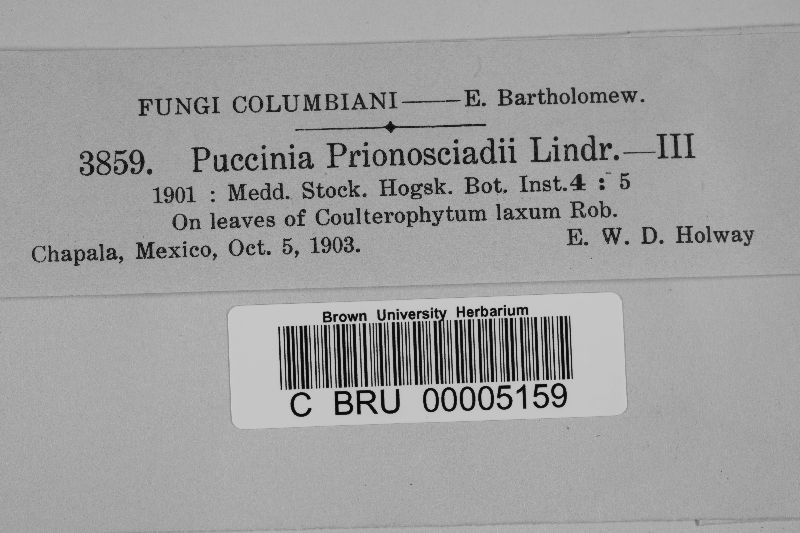 FUNGI COLUMBIANI——E. Bartholomew.
3859. Puccinia Prionosciadii Lindr.—III
1901 : Medd. Stock. Hogsk. Bot. Inst.4 : 5
On leaves of Coulterophytum laxum Rob.
Chapala, Mexico, Oct. 5, 1903. E. W. D. Holway
Brown University Herbarium
C BRU 00005159